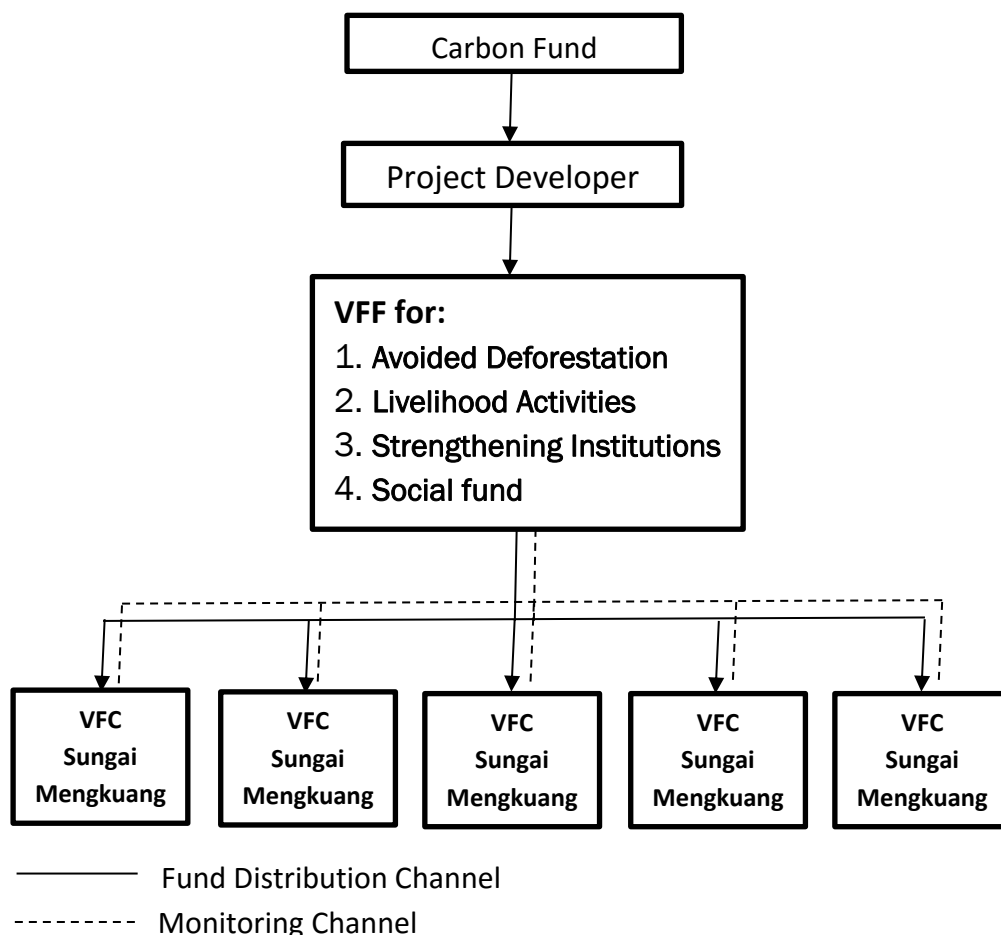 Carbon Fund
Project Developer
VFF for:
1. Avoided Deforestation
2. Livelihood Activities
3. Strengthening Institutions
4. Social fund
VFC
Sungai
Mengkuang
VFC
Sungai
Mengkuang
VFC
Sungai
Mengkuang
VFC
Sungai
Mengkuang
VFC
Sungai
Mengkuang
Fund Distribution Channel
Monitoring Channel